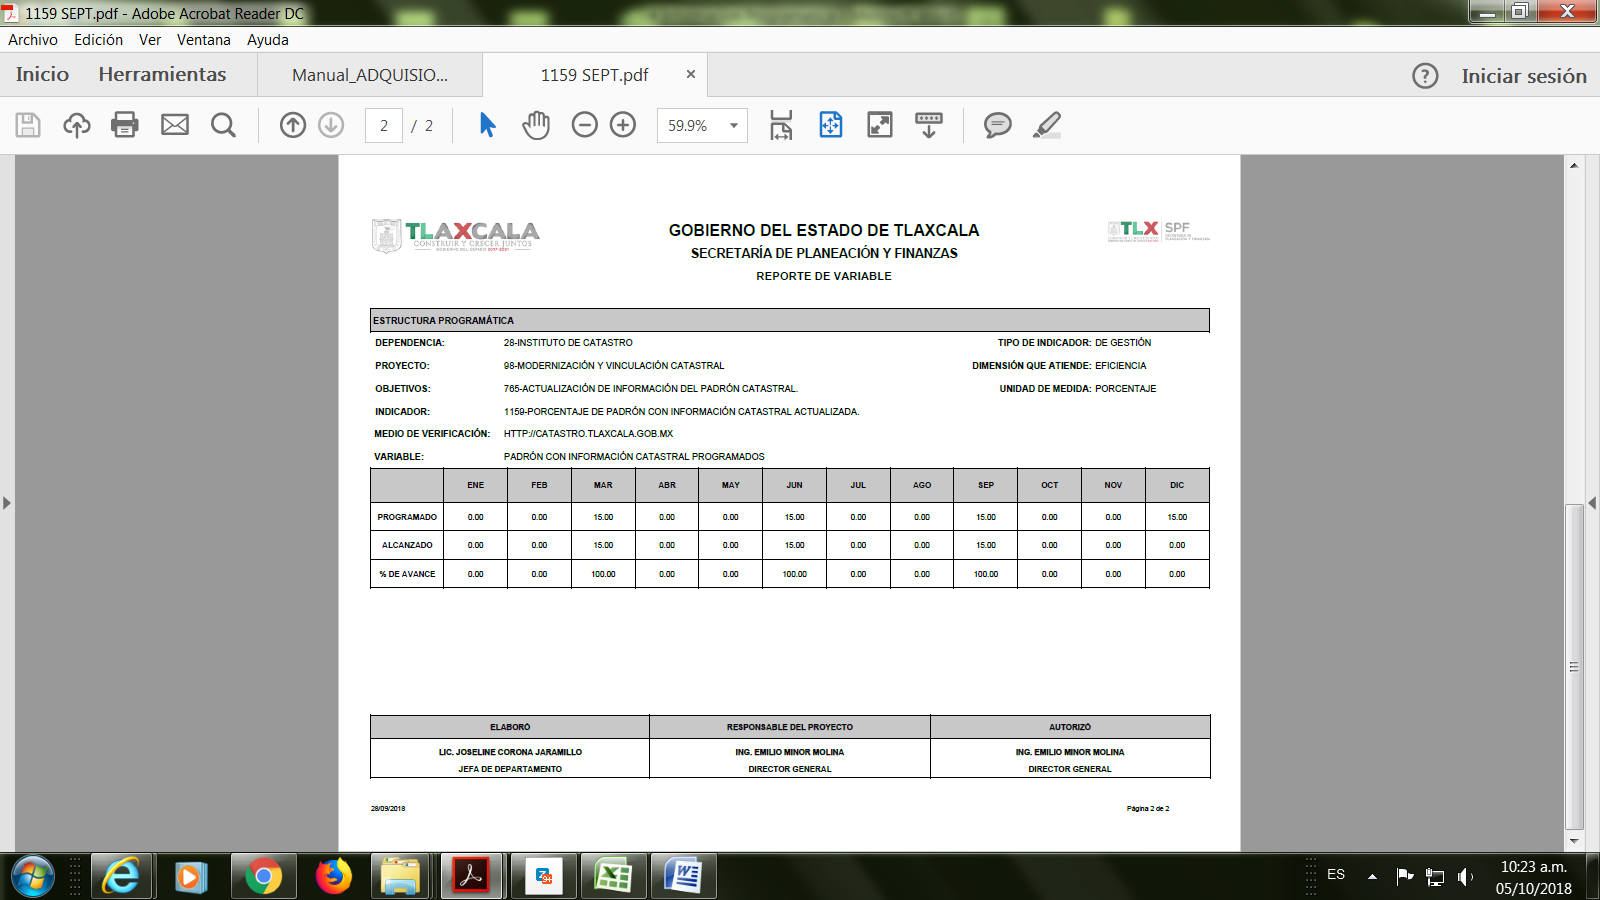 1159 SEPT.pdf - Adobe Acrobat Reader DC
Archivo Edición Ver Ventana Ayuda
Inicio Herramientas Manual_ADQUISIO... 1159 SEPT.pdf Iniciar sesión
2 / 2 59.9%
TLAXCALA
CONSTRUIR Y CRECER JUNTOS
GOBIERNO DEL ESTADO 2017-2021
GOBIERNO DEL ESTADO DE TLAXCALA
SECRETARÍA DE PLANEACIÓN Y FINANZAS
REPORTE DE VARIABLE
TLX SPF
ESTRUCTURA PROGRAMÁTICA
DEPENDENCIA: 28-INSTITUTO DE CATASTRO TIPO DE INDICADOR: DE GESTIÓN
PROYECTO: 98-MODERNIZACIÓN Y VINCULACIÓN CATASTRAL DIMENSIÓN QUE ATIENDE: EFICIENCIA
OBJETIVOS: 765-ACTUALIZACIÓN DE INFORMACIÓN DEL PADRÓN CATASTRAL. UNIDAD DE MEDIDA: PORCENTAJE
INDICADOR: 1159-PORCENTAJE DE PADRÓN CON INFORMACIÓN CATASTRAL ACTUALIZADA.
MEDIO DE VERIFICACIÓN: HTTP://CATASTRO.TLAXCALA.GOB.MX
VARIABLE: PADRÓN CON INFORMACIÓN CATASTRAL PROGRAMADOS
ENE FEB MAR ABR MAY JUN JUL AGO SEP OCT NOV DIC
PROGRAMADO 0.00 0.00 15.00 0.00 0.00 15.00 0.00 0.00 15.00 0.00 0.00 15.00
ALCANZADO 0.00 0.00 15.00 0.00 0.00 15.00 0.00 0.00 15.00 0.00 0.00 0.00
% DE AVANCE 0.00 0.00 100.00 0.00 0.00 100.00 0.00 0.00 100.00 0.00 0.00 0.00
ELABORÓ RESPONSABLE DEL PROYECTO AUTORIZÓ
LIC. JOSELINE CORONA JARAMILLO ING. EMILIO MINOR MOLINA ING. EMILIO MINOR MOLINA
JEFA DE DEPARTAMENTO DIRECTOR GENERAL DIRECTOR GENERAL
28/09/2018 Página 2 de 2
ES 10:23 a.m.
05/10/2018